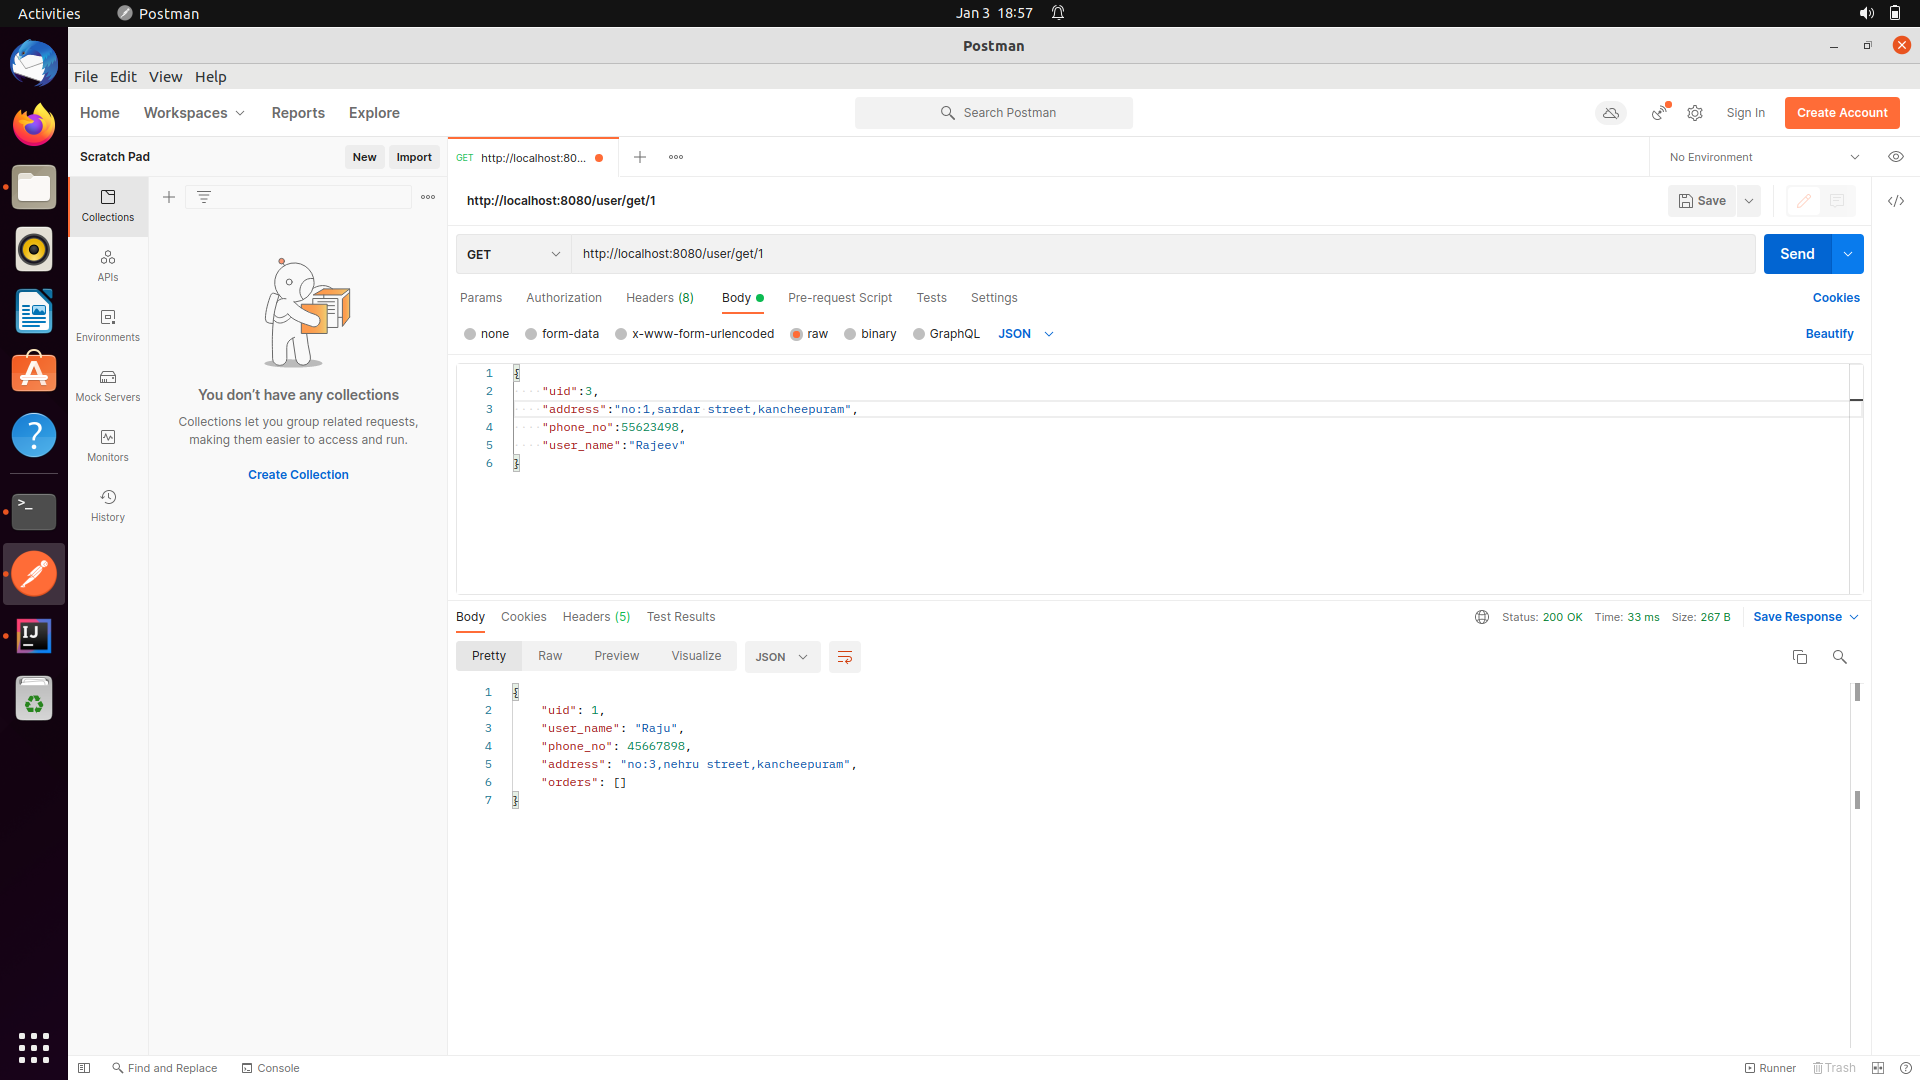 Activities Postman Jan 3 18:57
Postman
File Edit View Help
Home Workspaces Reports Explore Search Postman Sign In Create Account
Scratch Pad New Import GET http://localhost:80... No Environment
Collections
APIs
Environments
Mock Servers
Monitors
History
You don't have any collections
Collections let you group related requests,
making them easier to access and run.
Create Collection
http://localhost:8080/user/get/1 Save
GET http://localhost:8080/user/get/1 Send
Params Authorization Headers (8) Body Pre-request Script Tests Settings Cookies
none form-data x-www-form-urlencoded raw binary GraphQL JSON Beautify
1 {
2 "uid":3,
3 "address":"no:1,sardar street,kancheepuram",
4 "phone_no":55623498,
5 "user_name":"Rajeev"
6 }
Body Cookies Headers (5) Test Results Status: 200 OK Time: 33 ms Size: 267 B Save Response
Pretty Raw Preview Visualize JSON
1 {
2 "uid": 1,
3 "user_name": "Raju",
4 "phone_no": 45667898,
5 "address": "no:3,nehru street,kancheepuram",
6 "orders": []
7 }
Find and Replace Console Runner Trash